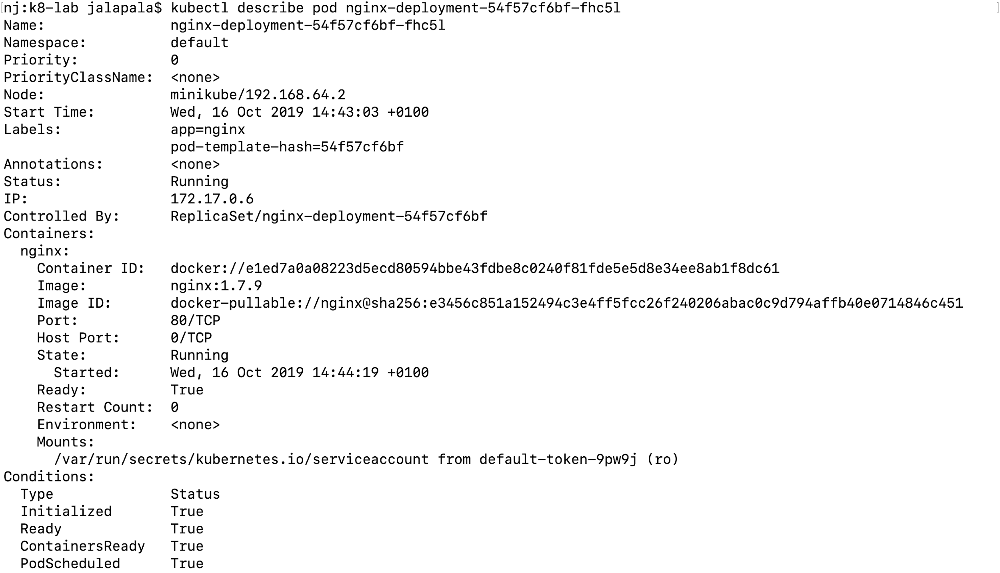 [nj:k8-lab jalapala$ kubectl describe pod nginx-deployment-54f57cf6bf-fhc5l ]
Name: nginx-deployment-54f57cf6bf-fhc5l
Namespace: default
Priority: 0
PriorityClassName: <none>
Node: minikube/192.168.64.2
Start Time: Wed, 16 Oct 2019 14:43:03 +0100
Labels: app=nginx
pod-template-hash=54f57cf6bf
Annotations: <none>
Status: Running
IP: 172.17.0.6
Controlled By: ReplicaSet/nginx-deployment-54f57cf6bf
Containers:
nginx:
Container ID: docker://e1ed7a0a08223d5ecd80594bbe43fdbe8c0240f81fde5e5d8e34ee8ab1f8dc61
Image: nginx:1.7.9
Image ID: docker-pullable://nginx@sha256:e3456c851a152494c3e4ff5fcc26f240206abac0c9d794affb40e0714846c451
Port: 80/TCP
Host Port: 0/TCP
State: Running
Started: Wed, 16 Oct 2019 14:44:19 +0100
Ready: True
Restart Count: 0
Environment: <none>
Mounts:
/var/run/secrets/kubernetes.io/serviceaccount from default-token-9pw9j (ro)
Conditions:
Type Status
Initialized True
Ready True
ContainersReady True
PodScheduled True